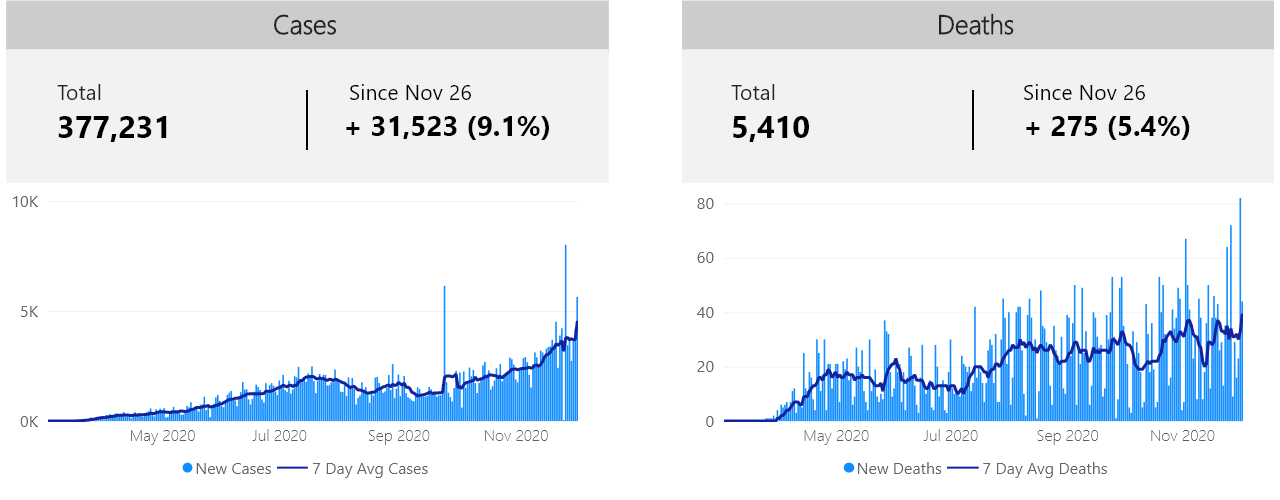 Cases
Total
377,231
Since Nov 26
+ 31,523 (9.1%)
10K
5K
0K
May 2020 Jul 2020 Sep 2020 Nov 2020
New Cases 7 Day Avg Cases
Deaths
Total
5,410
Since Nov 26
+ 275 (5.4%)
80
60
40
20
0
May 2020 Jul 2020 Sep 2020 Nov 2020
New Deaths 7 Day Avg Deaths